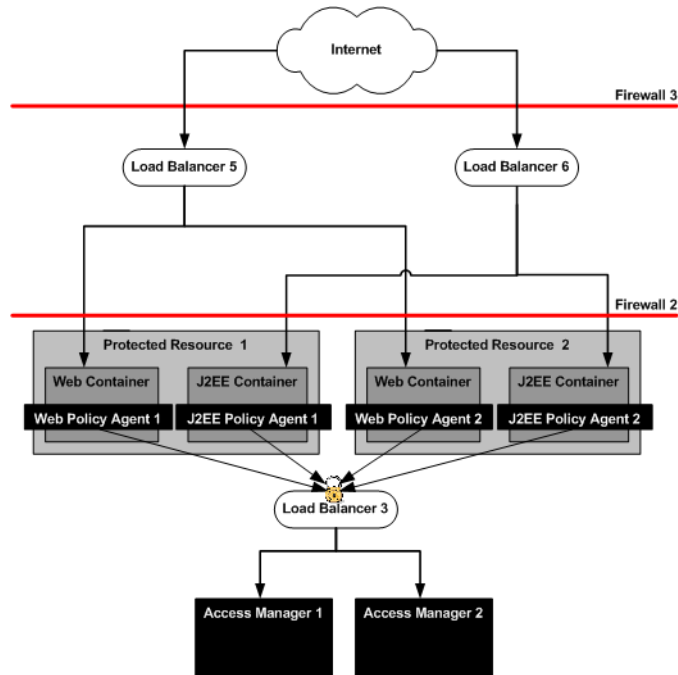 Internet
Firewall 3
Load Balancer 5
Load Balancer 6
Firewall 2
Protected Resource 1
Protected Resource 2
Web Container
J2EE Container
Web Container
J2EE Container
Web Policy Agent 1
J2EE Policy Agent 1
Web Policy Agent 2
J2EE Policy Agent 2
Load Balancer 3
Access Manager 1
Access Manager 2